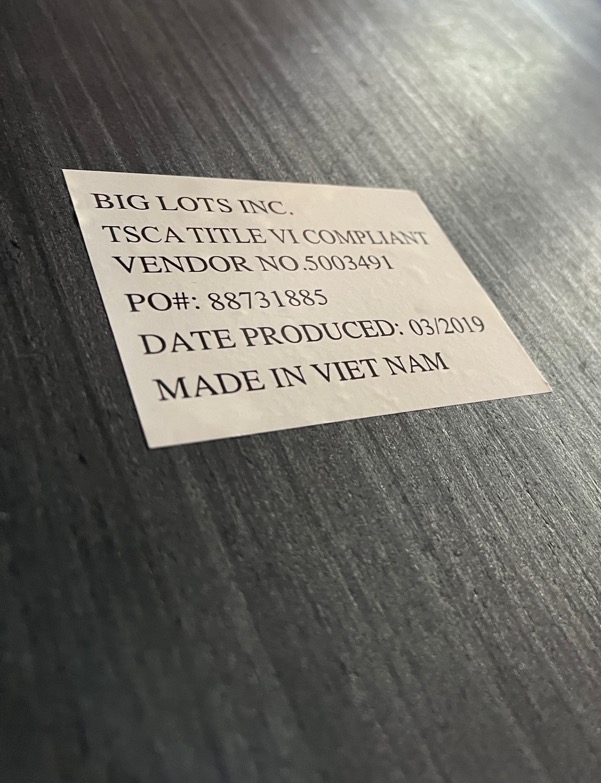 BIG LOTS INC.
TSCA TITLE VI COMPLIANT
VENDOR NO.5003491
PO#: 88731885
DATE PRODUCED: 03/2019
MADE IN VIET NAM